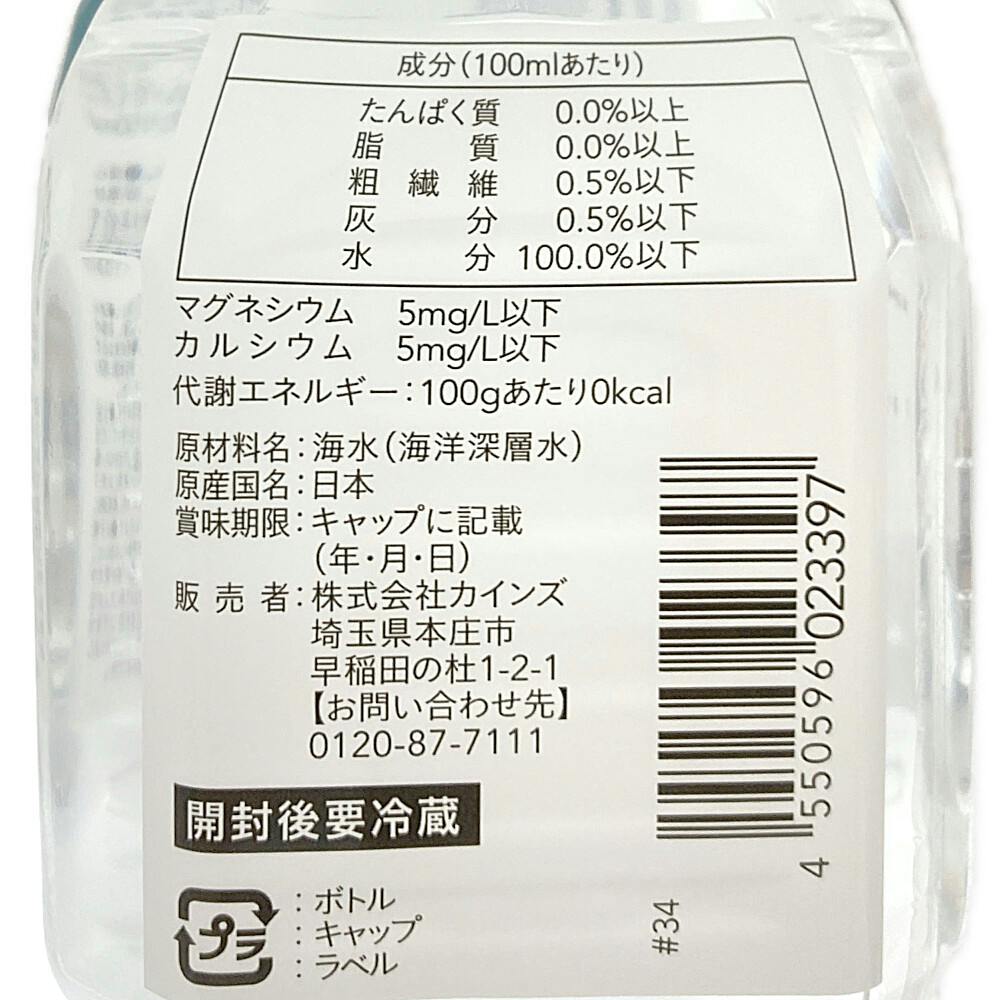 成分(100mlあたり)
たんぱく質 0.0%以上
脂質 0.0%以上
粗繊維 0.5%以下
灰分 0.5%以下
水分 100.0%以下
マグネシウム 5mg/L以下
カルシウム 5mg/L以下
代謝エネルギー:100gあたり0kcal
原材料名:海水(海洋深層水)
原産国名:日本
賞味期限:キャップに記載
(年・月・日)
販売者:株式会社カインズ
埼玉県本庄市
早稲田の杜1-2-1
【お問い合わせ先】
0120-87-7111
開封後要冷蔵
プラ
:ボトル
:キャップ
:ラベル
#34
4 550596 023397